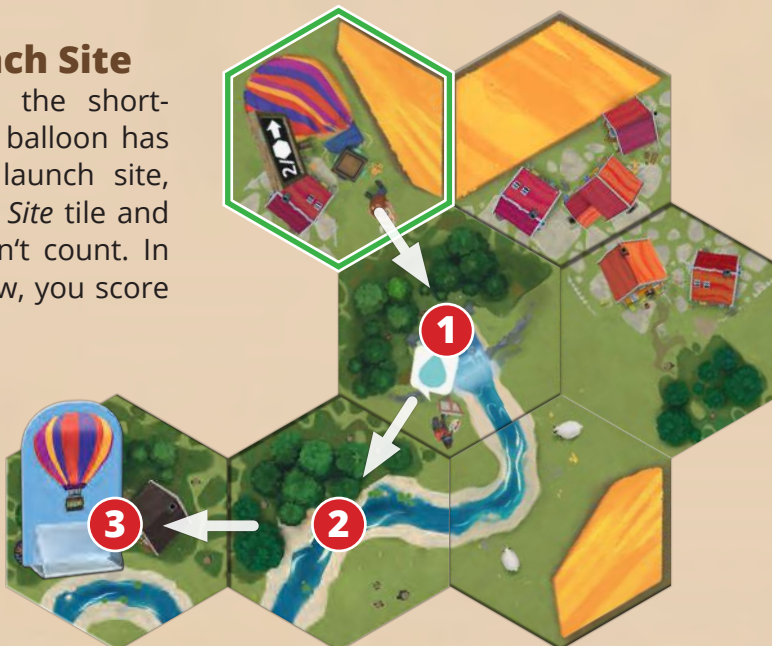 nch Site
the short-
balloon has
launch site,
Site tile and
n't count. In
w, you score
2/
1
2
3